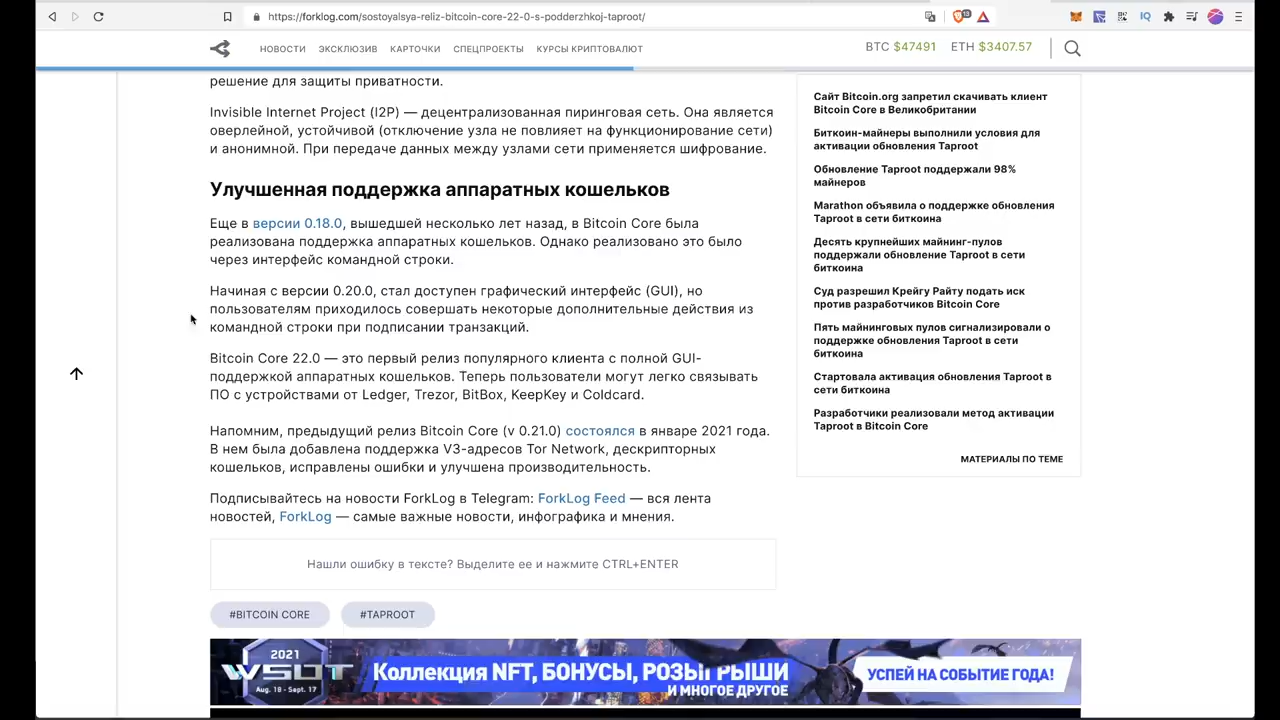 https://forklog.com/sostoyalsya-reliz-bitcoin-core-22-0-s-podderzhkoj-taproot/
НОВОСТИ ЭКСКЛЮЗИВ КАРТОЧКИ СПЕЦПРОЕКТЫ КУРСЫ КРИПТОВАЛЮТ
BTC $47491 ETH $3407.57
решение для защиты приватности.
Invisible Internet Project (I2P) — децентрализованная пиринговая сеть. Она является
оверлейной, устойчивой (отключение узла не повлияет на функционирование сети)
и анонимной. При передаче данных между узлами сети применяется шифрование.
Улучшенная поддержка аппаратных кошельков
Еще в версии 0.18.0, вышедшей несколько лет назад, в Bitcoin Core была
реализована поддержка аппаратных кошельков. Однако реализовано это было
через интерфейс командной строки.
Начиная с версии 0.20.0, стал доступен графический интерфейс (GUI), но
пользователям приходилось совершать некоторые дополнительные действия из
командной строки при подписании транзакций.
Bitcoin Core 22.0 — это первый релиз популярного клиента с полной GUI-
поддержкой аппаратных кошельков. Теперь пользователи могут легко связывать
ПО с устройствами от Ledger, Trezor, BitBox, KeepKey и Coldcard.
Напомним, предыдущий релиз Bitcoin Core (v 0.21.0) состоялся в январе 2021 года.
В нем была добавлена поддержка V3-адресов Tor Network, дескрипторных
кошельков, исправлены ошибки и улучшена производительность.
Подписывайтесь на новости ForkLog в Telegram: ForkLog Feed — вся лента
новостей, ForkLog — самые важные новости, инфографика и мнения.
Нашли ошибку в тексте? Выделите ее и нажмите CTRL+ENTER
#BITCOIN CORE #TAPROOT
Сайт Bitcoin.org запретил скачивать клиент
Bitcoin Core в Великобритании
Биткоин-майнеры выполнили условия для
активации обновления Taproot
Обновление Taproot поддержали 98%
майнеров
Marathon объявила о поддержке обновления
Taproot в сети биткоина
Десять крупнейших майнинг-пулов
поддержали обновление Taproot в сети
биткоина
Суд разрешил Крейгу Райту подать иск
против разработчиков Bitcoin Core
Пять майнинговых пулов сигнализировали о
поддержке обновления Taproot в сети
биткоина
Стартовала активация обновления Taproot в
сети биткоина
Разработчики реализовали метод активации
Taproot в Bitcoin Core
МАТЕРИАЛЫ ПО ТЕМЕ
2021
WSOT
Aug. 18 - Sept. 17
Коллекция NFT, БОНУСЫ, РОЗЫГРЫШИ
И МНОГОЕ ДРУГОЕ
УСПЕЙ НА СОБЫТИЕ ГОДА!